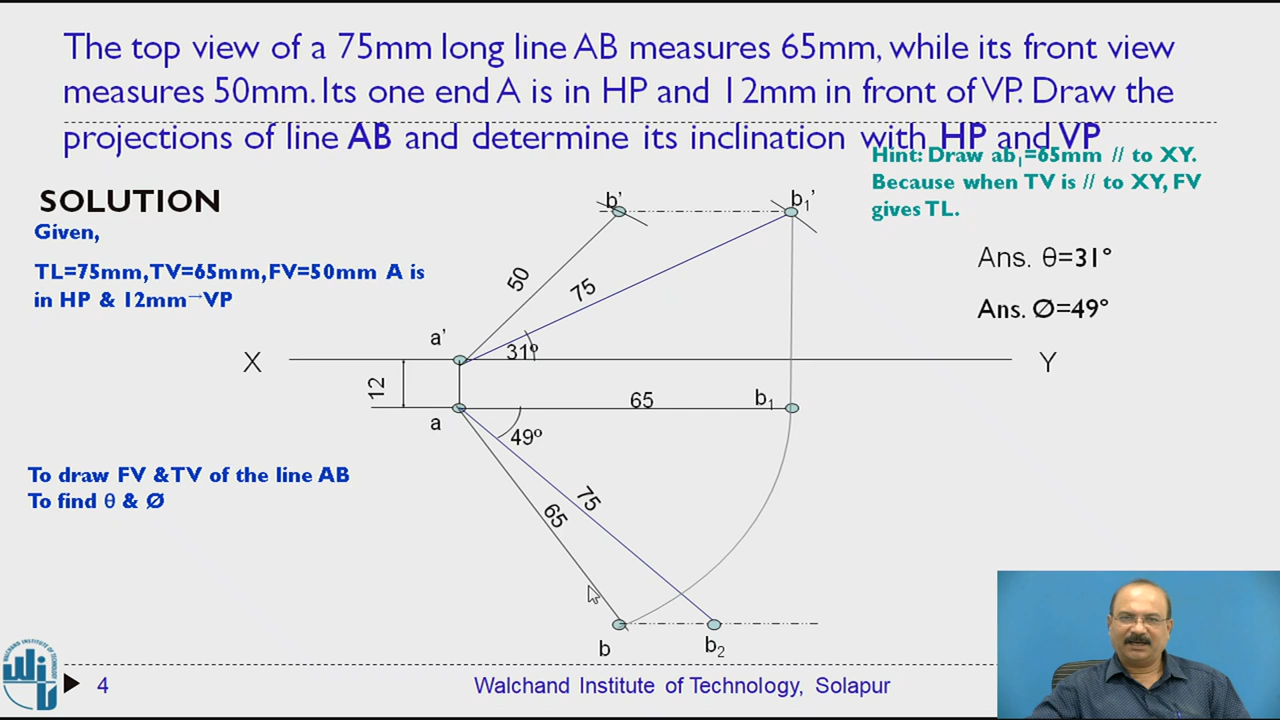 The top view of a 75mm long line AB measures 65mm, while its front view
measures 50mm. Its one end A is in HP and 12mm in front of VP. Draw the
projections of line AB and determine its inclination with HP and VP
Hint: Draw ab₁=65mm // to XY.
Because when TV is // to XY, FV
gives TL.
SOLUTION
Given,
TL=75mm,TV=65mm,FV=50mm A is
in HP & 12mm→VP
Ans. θ=31°
Ans. Ø=49°
b'
b₁'
50
75
a'
31º
X
Y
12
65
b₁
a
49º
To draw FV &TV of the line AB
To find θ & Ø
75
65
b
b₂
4
Walchand Institute of Technology, Solapur